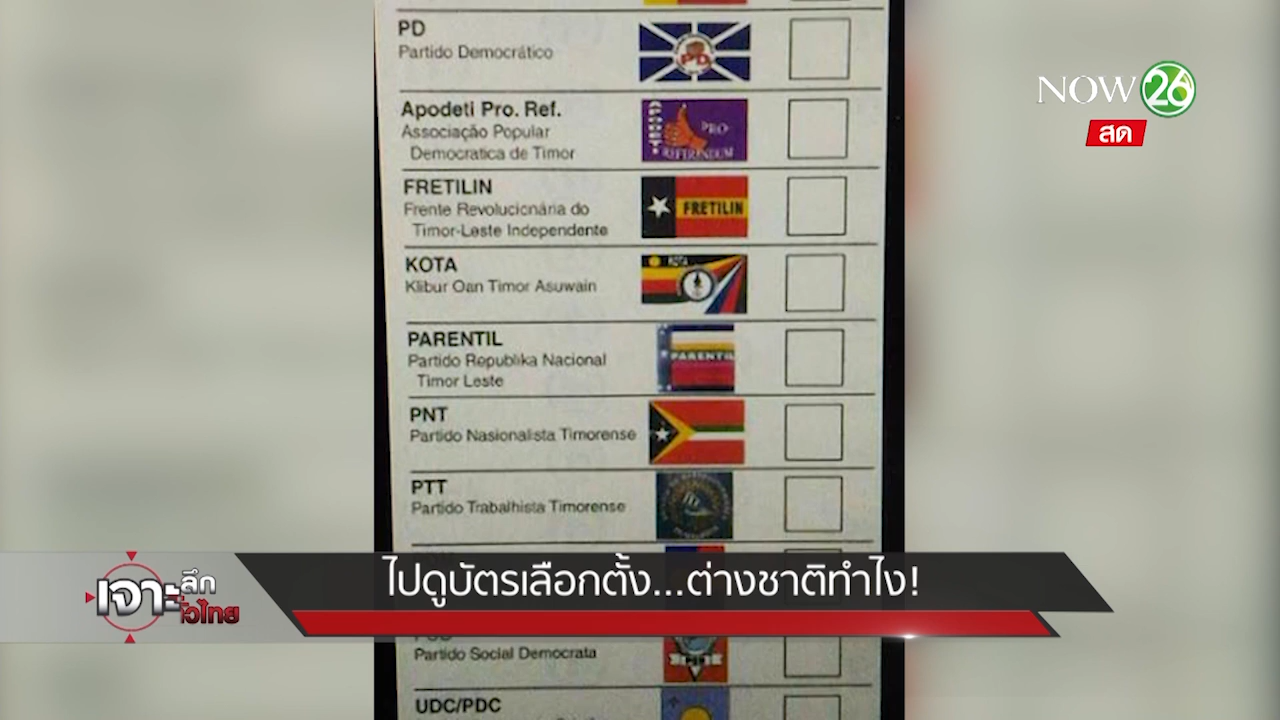 PD
Partido Democrático
PD
Apodeti Pro. Ref.
Associação Popular
Democratica de Timor
PRO-
REFERENDUM
FRETILIN
Frente Revolucionária do
Timor-Leste Independente
FRETILIN
KOTA
Klibur Oan Timor Asuwain
KOTA
PARENTIL
Partido Republika Nacional
Timor Leste
PARENTIL
PNT
Partido Nasionalista Timorense
PTT
Partido Trabalhista Timorense
Partido Social Democrata
UDC/PDC
NOW26
สด
เจาะลึก
ทั่วไทย
ไปดูบัตรเลือกตั้ง...ต่างชาติทำไง!